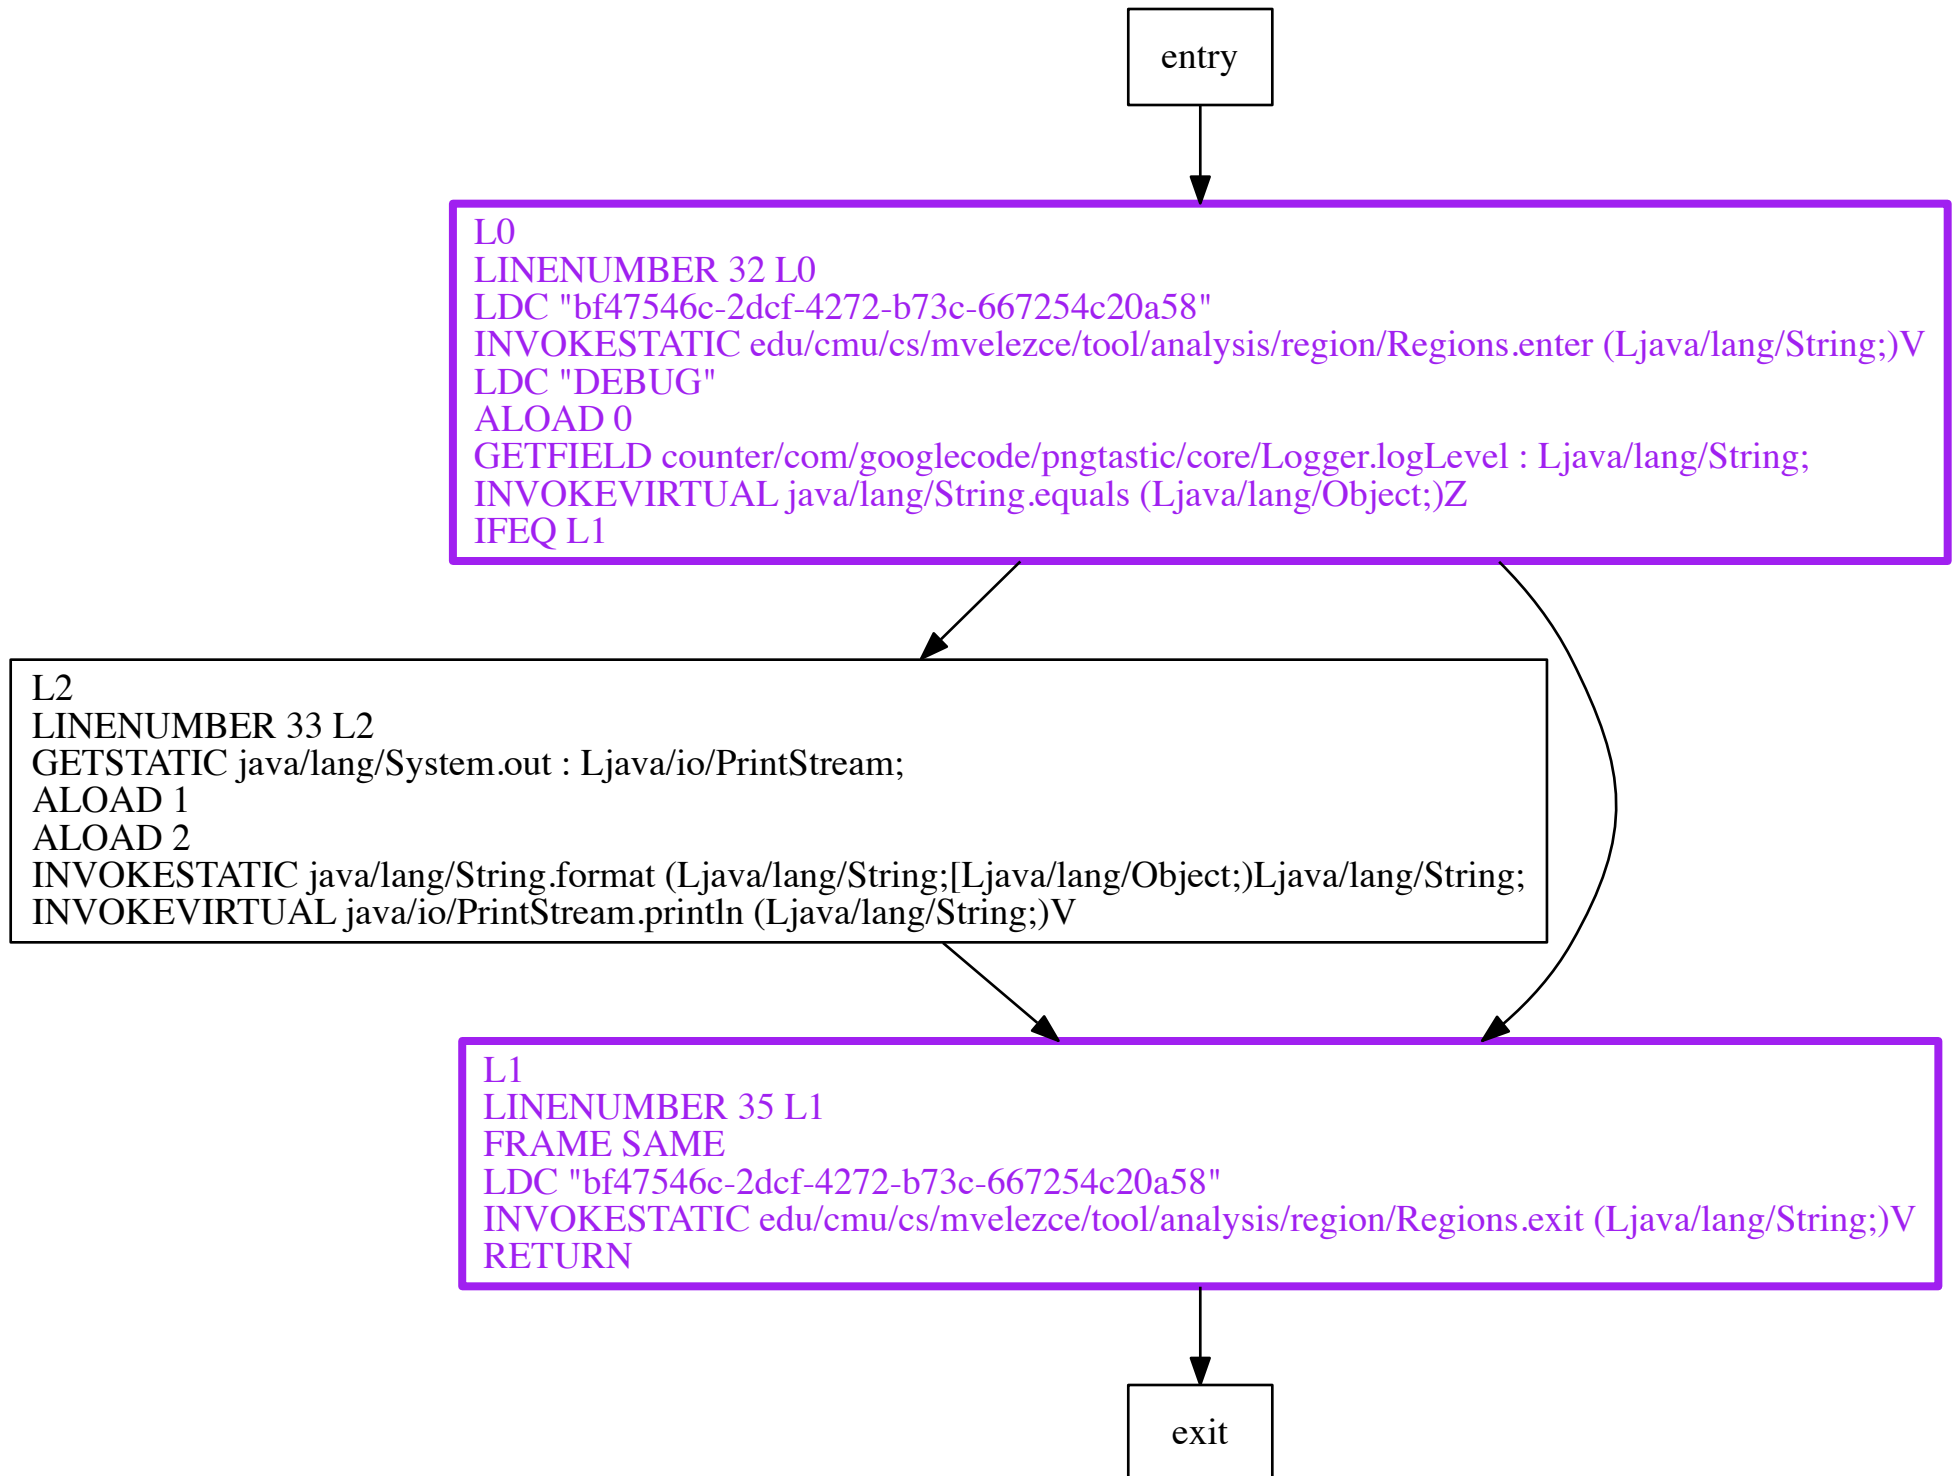 entry
L0
LINENUMBER 32 L0
LDC "bf47546c-2dcf-4272-b73c-667254c20a58"
INVOKESTATIC edu/cmu/cs/mvelezce/tool/analysis/region/Regions.enter (Ljava/lang/String;)V
LDC "DEBUG"
ALOAD 0
GETFIELD counter/com/googlecode/pngtastic/core/Logger.logLevel : Ljava/lang/String;
INVOKEVIRTUAL java/lang/String.equals (Ljava/lang/Object;)Z
IFEQ L1
L2
LINENUMBER 33 L2
GETSTATIC java/lang/System.out : Ljava/io/PrintStream;
ALOAD 1
ALOAD 2
INVOKESTATIC java/lang/String.format (Ljava/lang/String;[Ljava/lang/Object;)Ljava/lang/String;
INVOKEVIRTUAL java/io/PrintStream.println (Ljava/lang/String;)V
L1
LINENUMBER 35 L1
FRAME SAME
LDC "bf47546c-2dcf-4272-b73c-667254c20a58"
INVOKESTATIC edu/cmu/cs/mvelezce/tool/analysis/region/Regions.exit (Ljava/lang/String;)V
RETURN
exit